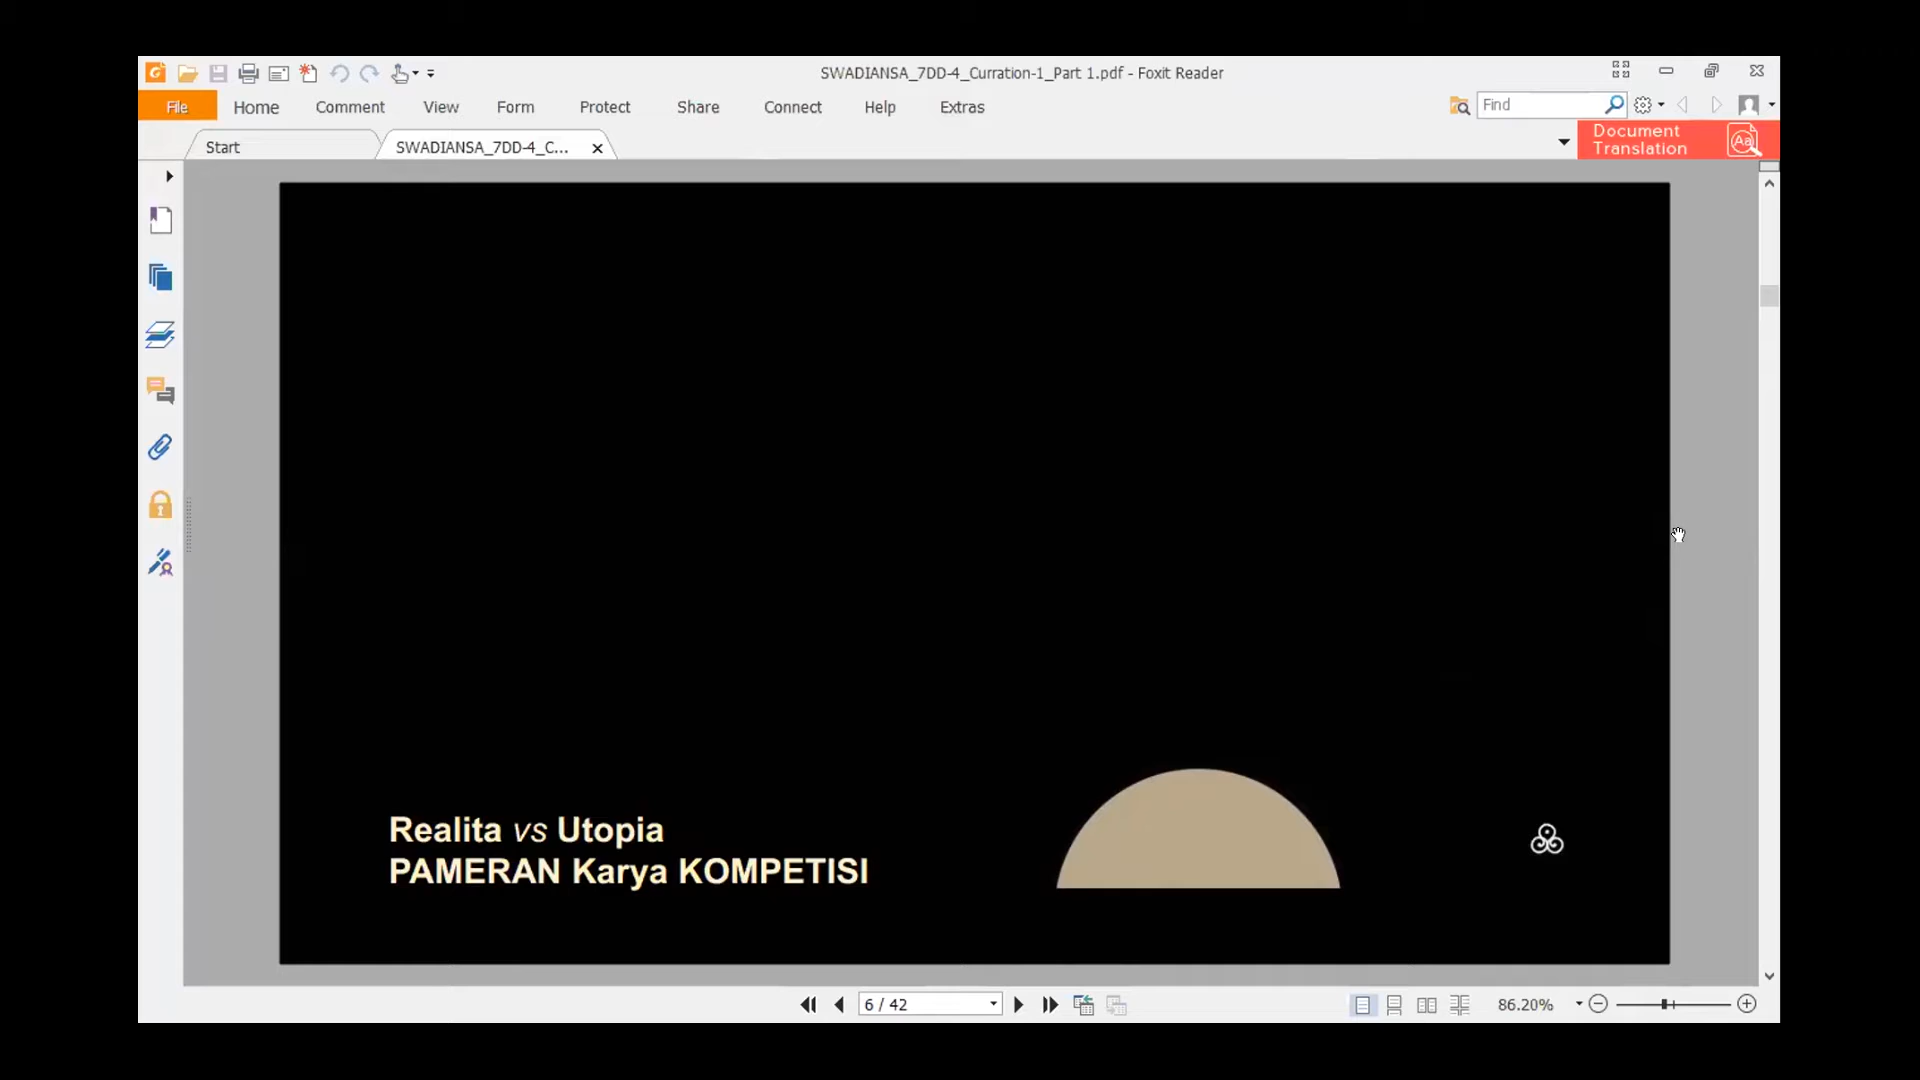 SWADIANSA_7DD-4_Curration-1_Part 1.pdf - Foxit Reader
File Home Comment View Form Protect Share Connect Help Extras
Find
Start
SWADIANSA_7DD-4_C...
Document
Translation
Aa
Realita vs Utopia
PAMERAN Karya KOMPETISI
6 / 42
86.20%